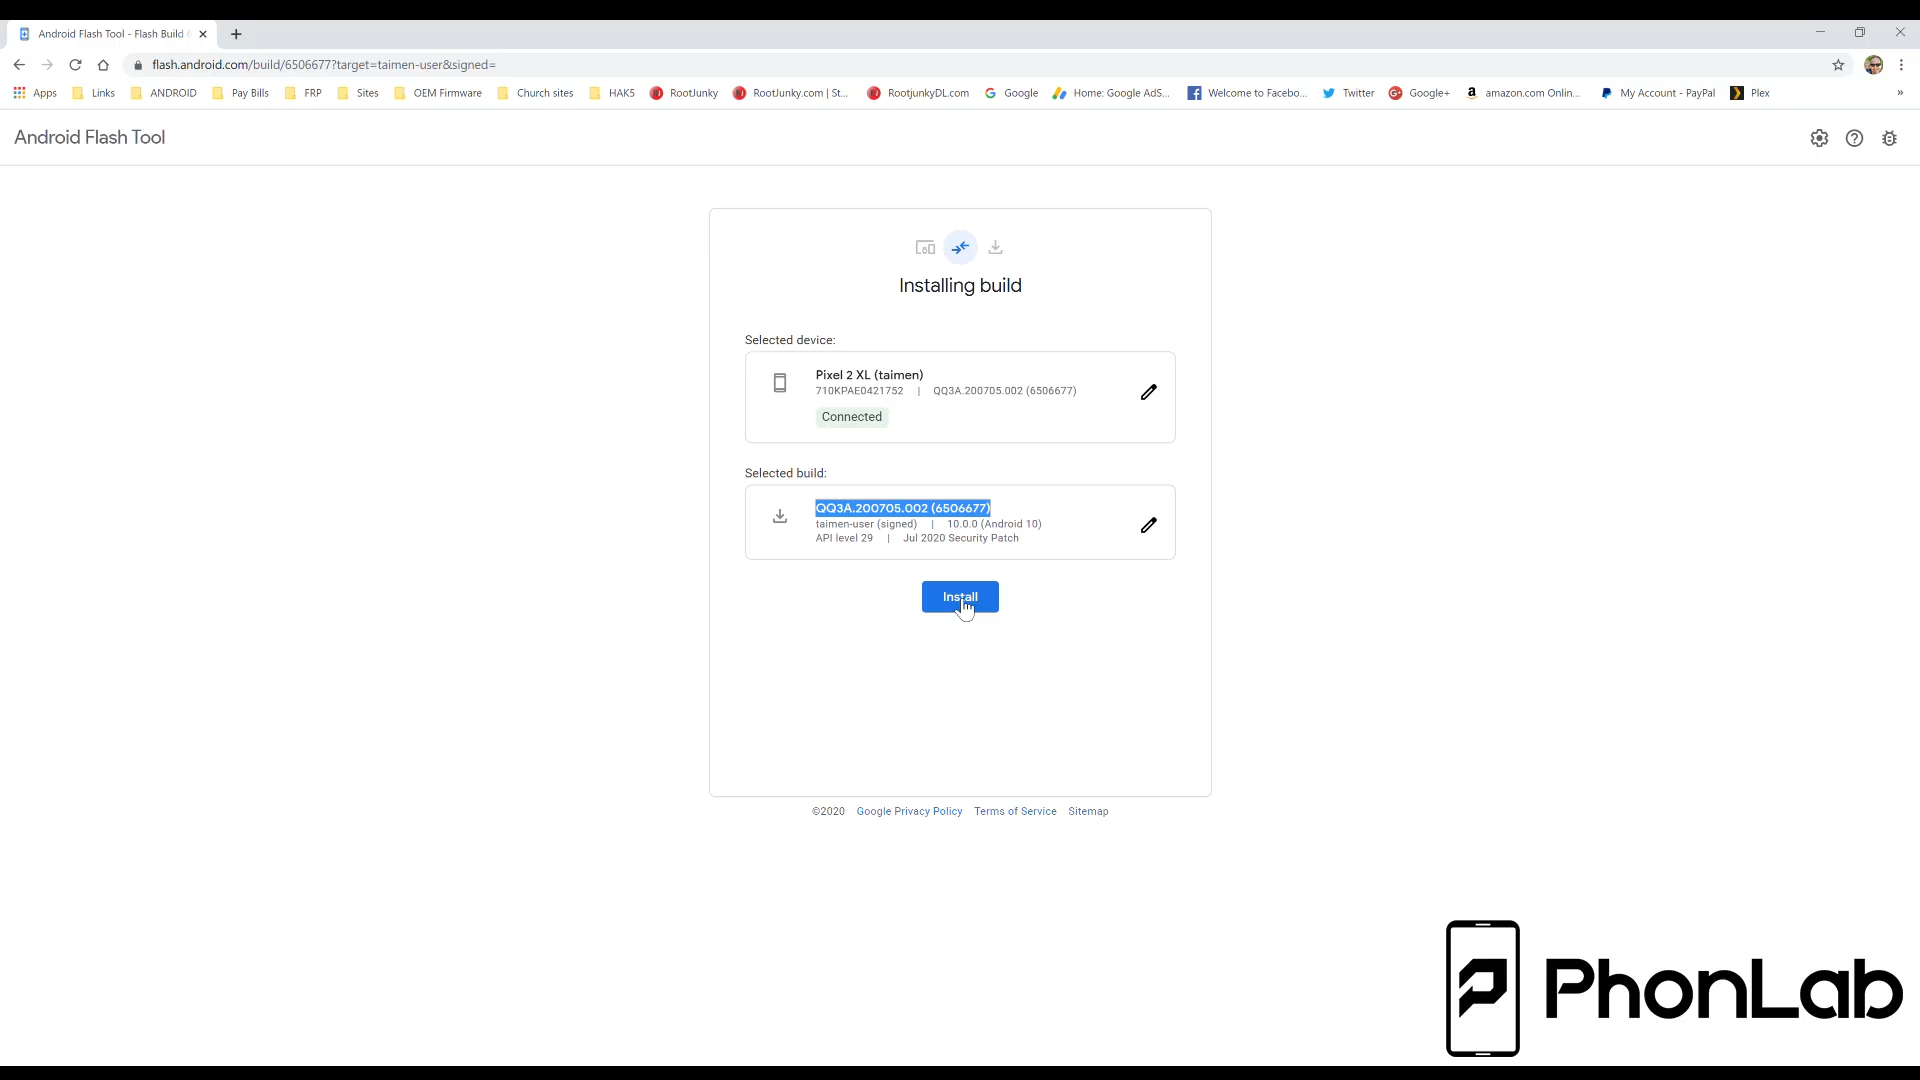 Android Flash Tool - Flash Build
flash.android.com/build/6506677?target=taimen-user&signed=
Apps Links ANDROID Pay Bills FRP Sites OEM Firmware Church sites HAK5 RootJunky RootJunky.com | St... RootjunkyDL.com Google Home: Google AdS... Welcome to Facebo... Twitter Google+ amazon.com Onlin... My Account - PayPal Plex »
Android Flash Tool
Installing build
Selected device:
Pixel 2 XL (taimen)
710KPAE0421752 | QQ3A.200705.002 (6506677)
Connected
Selected build:
QQ3A.200705.002 (6506677)
taimen-user (signed) | 10.0.0 (Android 10)
API level 29 | Jul 2020 Security Patch
Install
©2020 Google Privacy Policy Terms of Service Sitemap
PhonLab